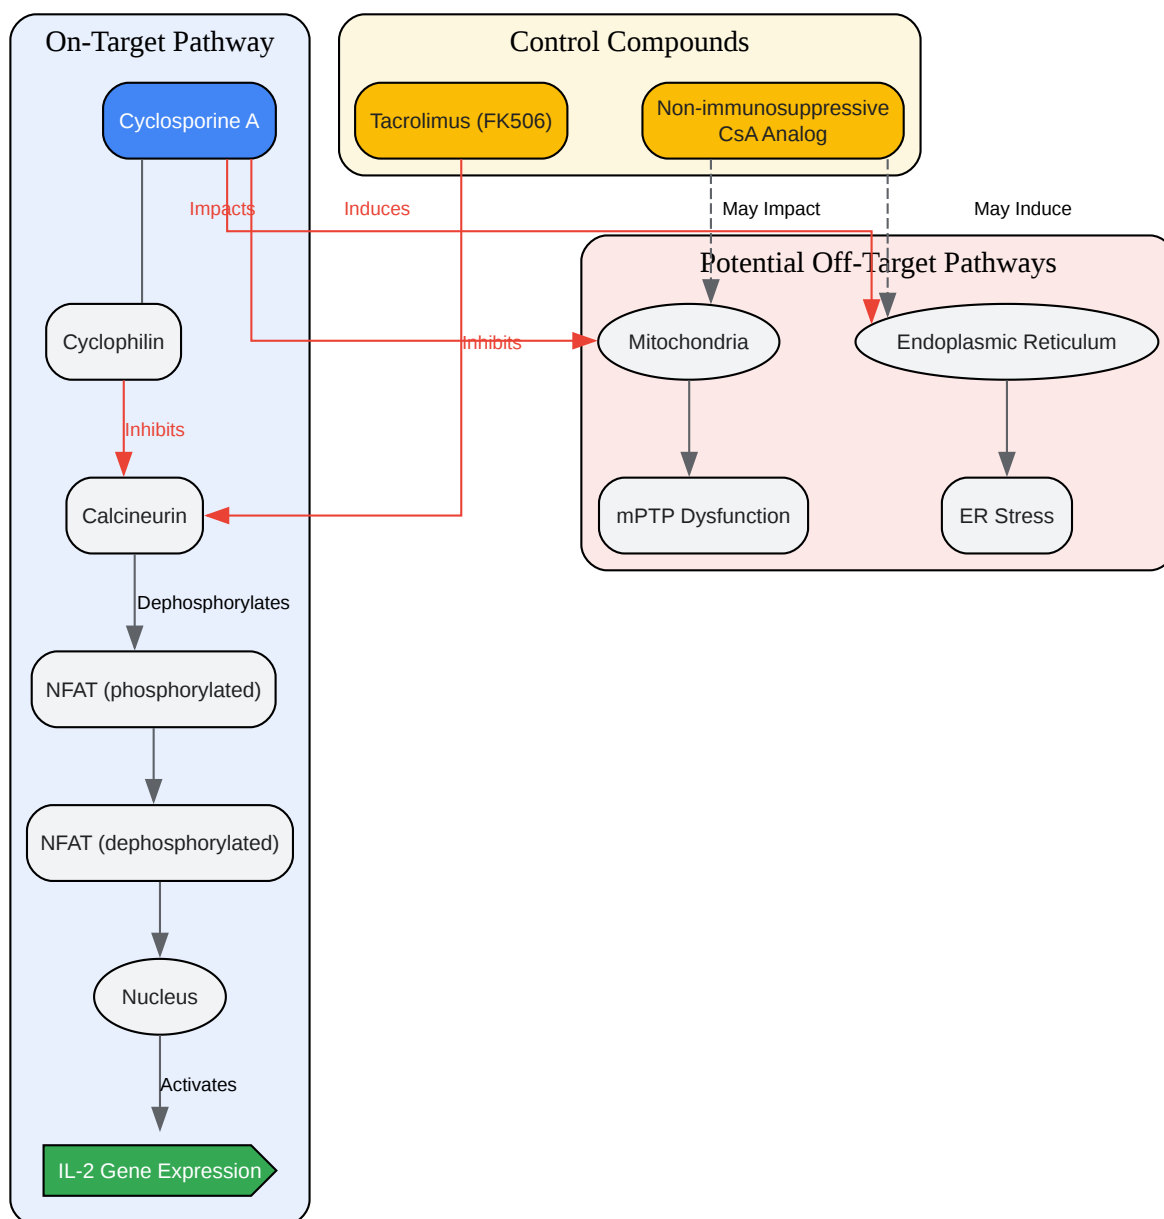 On-Target Pathway
Control Compounds
Cyclosporine A
Tacrolimus (FK506)
Non-immunosuppressive
CsA Analog
Impacts
Induces
May Impact
May Induce
Potential Off-Target Pathways
Cyclophilin
Inhibits
Mitochondria
Endoplasmic Reticulum
Inhibits
Calcineurin
mPTP Dysfunction
ER Stress
Dephosphorylates
NFAT (phosphorylated)
NFAT (dephosphorylated)
Nucleus
Activates
IL-2 Gene Expression